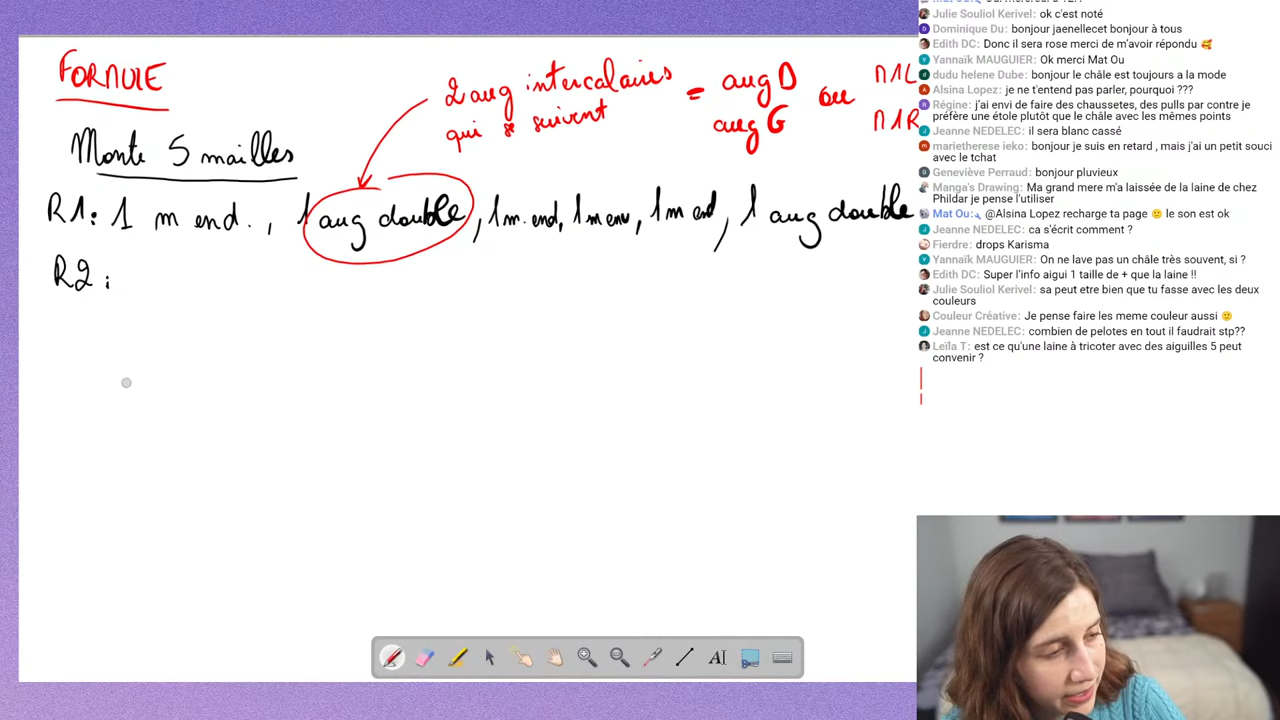 FORMULE
2 aug intercalaires
qui se suivent
= aug D
aug G
ou
M1L
M1R
Monte 5 mailles
R1: 1 m end., 1 aug double, 1 m. end, 1 m env, 1 m end, 1 aug double
R2:
Julie Souliol Kerivel: ok c'est noté
Dominique Du: bonjour jaenellecet bonjour à tous
Edith DC: Donc il sera rose merci de m'avoir répondu 🥰
Yannaïk MAUGUIER: Ok merci Mat Ou
dudu helene Dube: bonjour le châle est toujours a la mode
Alsina Lopez: je ne t'entend pas parler, pourquoi ???
Régine: j'ai envi de faire des chaussetes, des pulls par contre je
préfère une étole plutôt que le châle avec les mêmes points
Jeanne NEDELEC: il sera blanc cassé
marietherese ieko: bonjour je suis en retard , mais j'ai un petit souci
avec le tchat
Geneviève Perraud: bonjour pluvieux
Manga's Drawing: Ma grand mere m'a laissée de la laine de chez
Phildar je pense l'utiliser
Mat Ou: @Alsina Lopez recharge ta page 🙂 le son est ok
Jeanne NEDELEC: ca s'écrit comment ?
Fierdre: drops Karisma
Yannaïk MAUGUIER: On ne lave pas un châle très souvent, si ?
Edith DC: Super l'info aigui 1 taille de + que la laine !!
Julie Souliol Kerivel: sa peut etre bien que tu fasse avec les deux
couleurs
Couleur Créative: Je pense faire les meme couleur aussi 🙂
Jeanne NEDELEC: combien de pelotes en tout il faudrait stp??
Leïla T: est ce qu'une laine à tricoter avec des aiguilles 5 peut
convenir ?